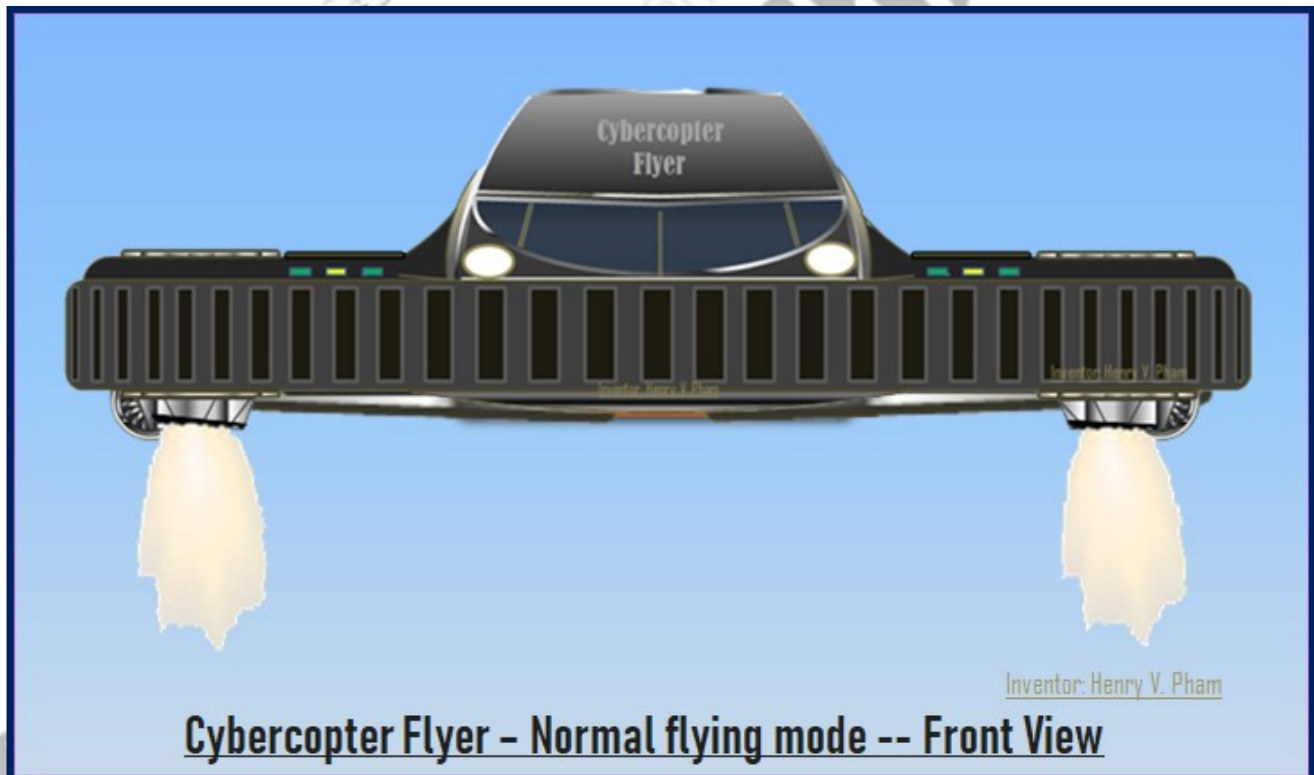 Cybercopter
Flyer
Inventor: Henry V. Pham
Inventor: Henry V. Pham
Inventor: Henry V. Pham
Cybercopter Flyer - Normal flying mode -- Front View